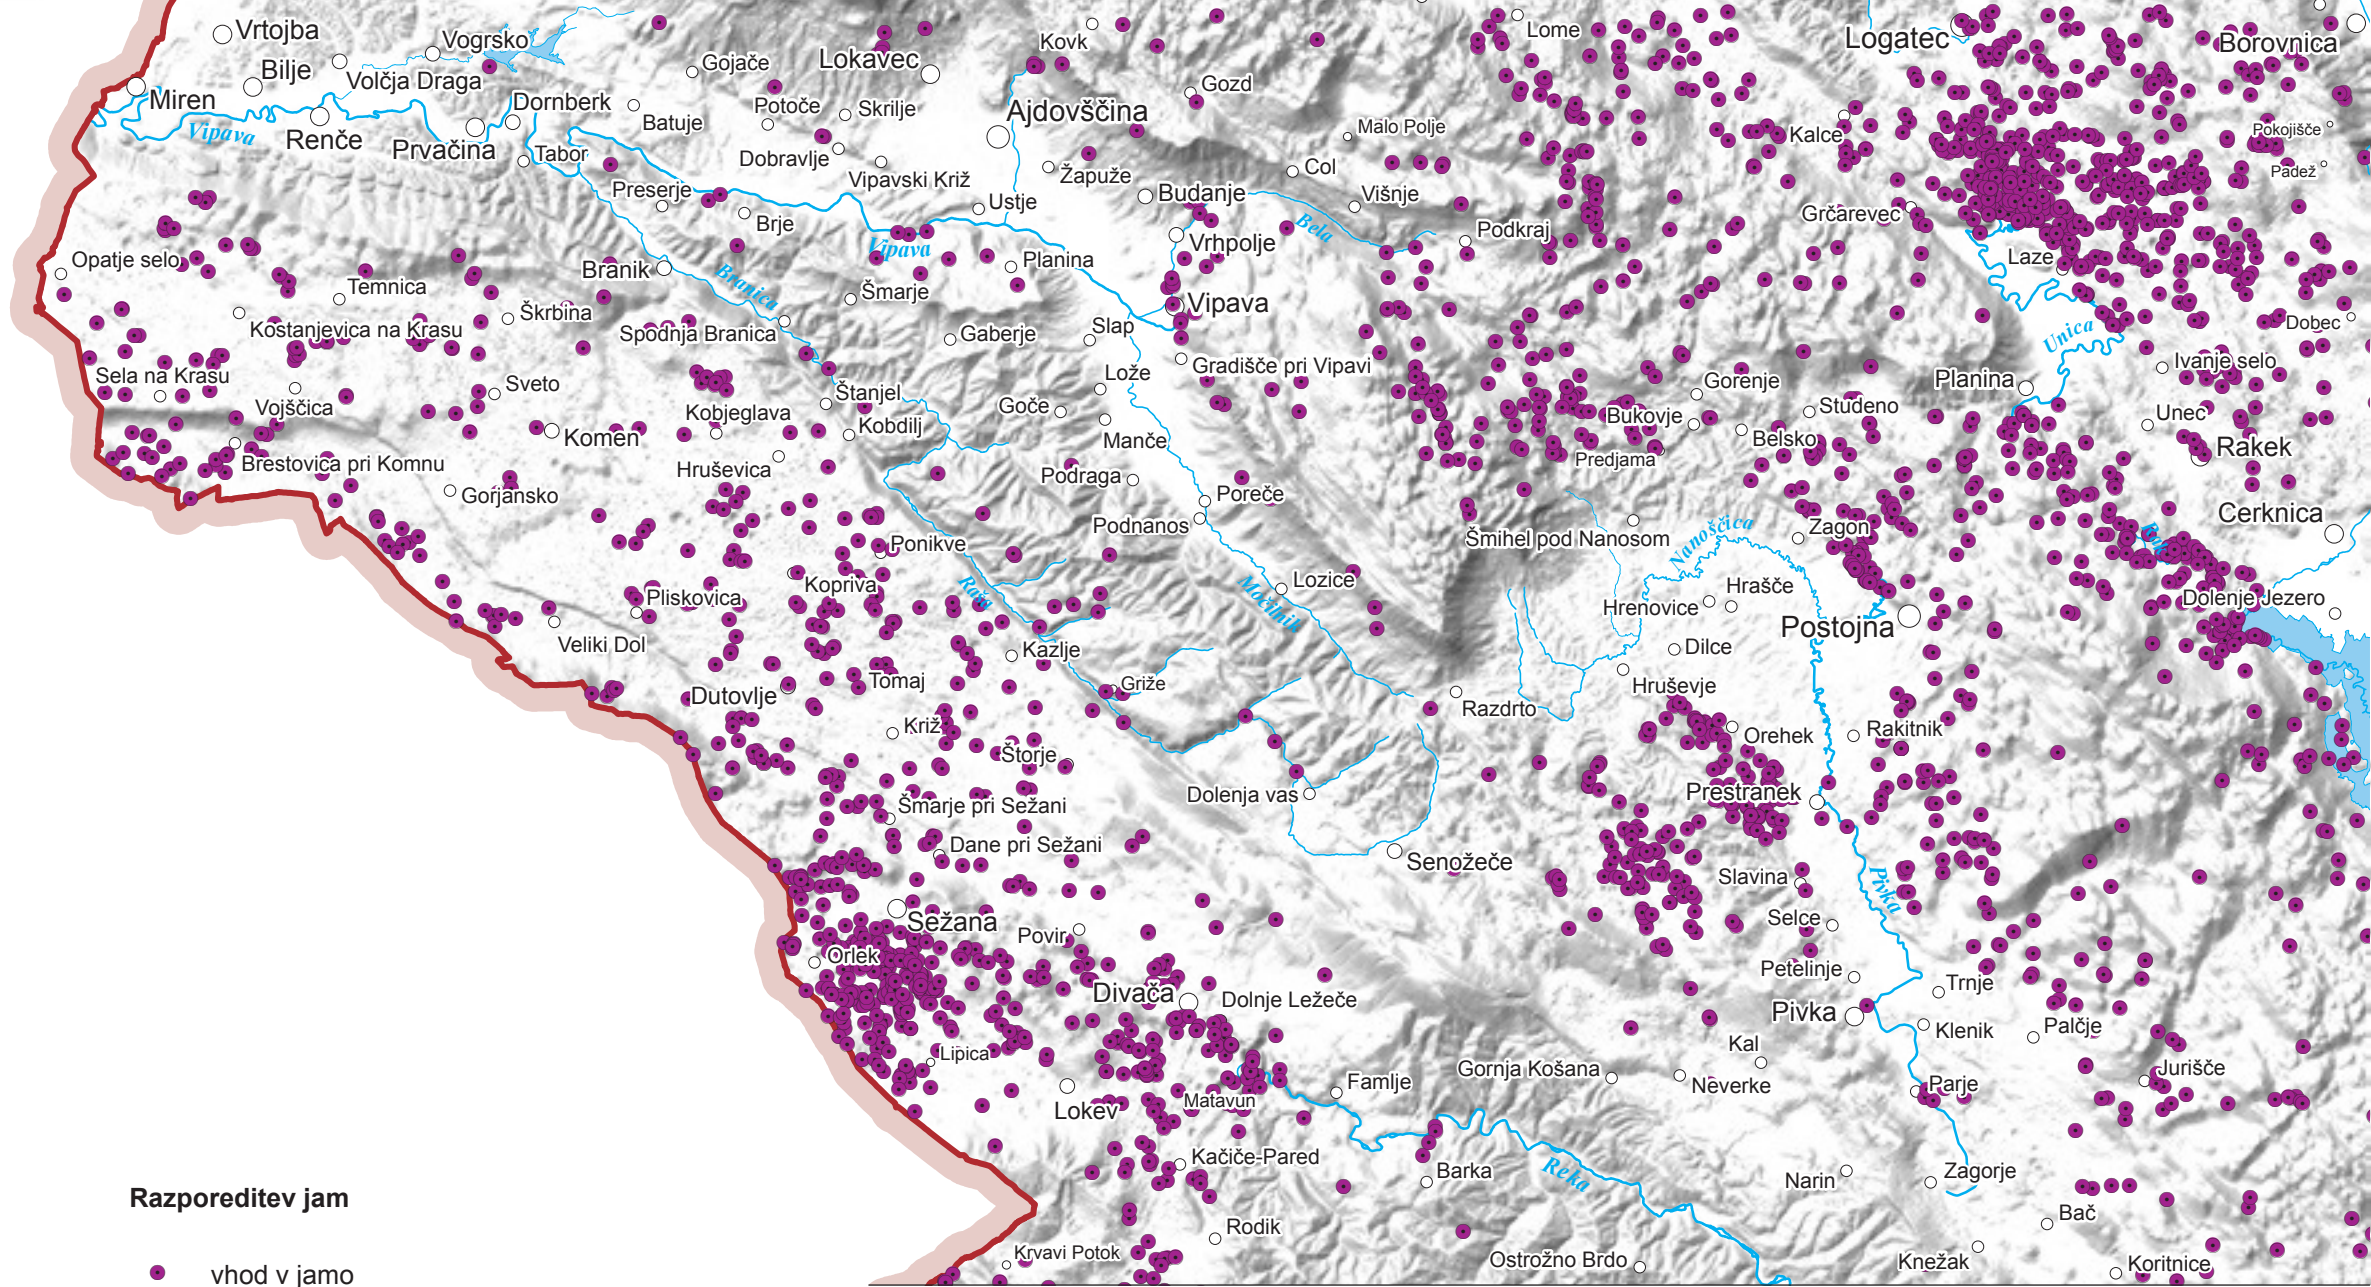 Vrtojba
Vogrsko
Bilje
Volčja Draga
Miren
Vipava
Renče
Prvačina
Dornberk
Tabor
Batuje
Gojače
Potoče
Skrilje
Lokavec
Kovk
Ajdovščina
Gozd
Lome
Logatec
Borovnica
Dobravlje
Vipavski Križ
Žapuže
Malo Polje
Col
Kalce
Pokojišče
Padež
Preserje
Brje
Ustje
Budanje
Višnje
Bela
Podkraj
Grčarevec
Vipava
Vrhpolje
Laze
Opatje selo
Temnica
Branik
Branica
Šmarje
Planina
Vipava
Kostanjevica na Krasu
Škrbina
Spodnja Branica
Gaberje
Slap
Unica
Dobec
Sela na Krasu
Vojščica
Sveto
Štanjel
Lože
Gradišče pri Vipavi
Gorenje
Planina
Ivanje selo
Kobjeglava
Kobdilj
Goče
Manče
Bukovje
Studeno
Belsko
Unec
Rakek
Komen
Brestovica pri Komnu
Hruševica
Podraga
Predjama
Gorjansko
Poreče
Podnanos
Šmihel pod Nanosom
Nanoščica
Zagon
Cerknica
Rak
Ponikve
Kopriva
Raša
Močilnik
Lozice
Hrašče
Hrenovice
Dolenje Jezero
Pliskovica
Veliki Dol
Kazlje
Dilce
Postojna
Dutovlje
Tomaj
Griže
Hruševje
Razdrto
Križ
Štorje
Orehek
Rakitnik
Šmarje pri Sežani
Dolenja vas
Prestranek
Dane pri Sežani
Senožeče
Slavina
Pivka
Sežana
Povir
Selce
Orlek
Petelinje
Divača
Dolnje Ležeče
Trnje
Pivka
Klenik
Palčje
Lipica
Kal
Lokev
Matavun
Famlje
Gornja Košana
Neverke
Parje
Jurišče
Kačiče-Pared
Barka
Reka
Narin
Zagorje
Razporeditev jam
Rodik
Bač
Krvavi Potok
Ostrožno Brdo
Knežak
Koritnice
vhod v jamo